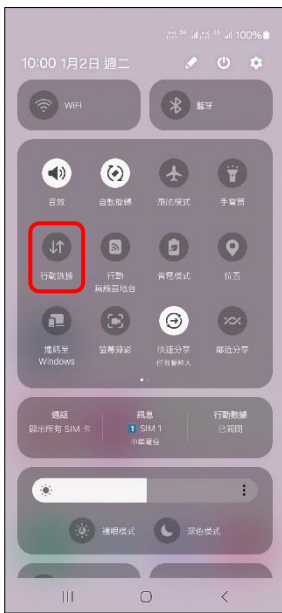 100%
10:00 1月2日 週二
WiFi
藍牙
音效
自動旋轉
飛航模式
手電筒
行動數據
行動
無線基地台
省電模式
位置
連結至
Windows
螢幕錄影
快速分享
鄰近分享
通話
顯示所有 SIM 卡
訊息
1 SIM 1
中華電信
行動數據
已關閉
護眼模式
深色模式